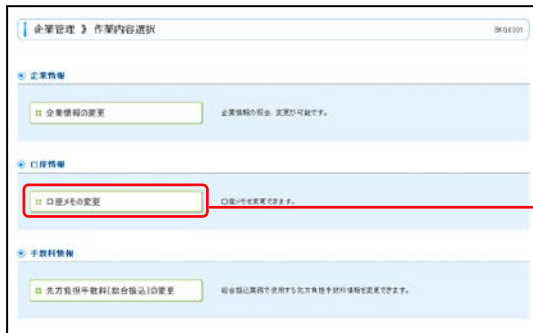 企業管理 》 作業内容選択
BKGK001
企業情報
企業情報の変更
企業情報の照会、変更が可能です。
口座情報
口座メモの変更
口座メモを変更できます。
手数料情報
先方負担手数料[総合振込]の変更
総合振込業務で使用する先方負担手数料情報を変更できます。